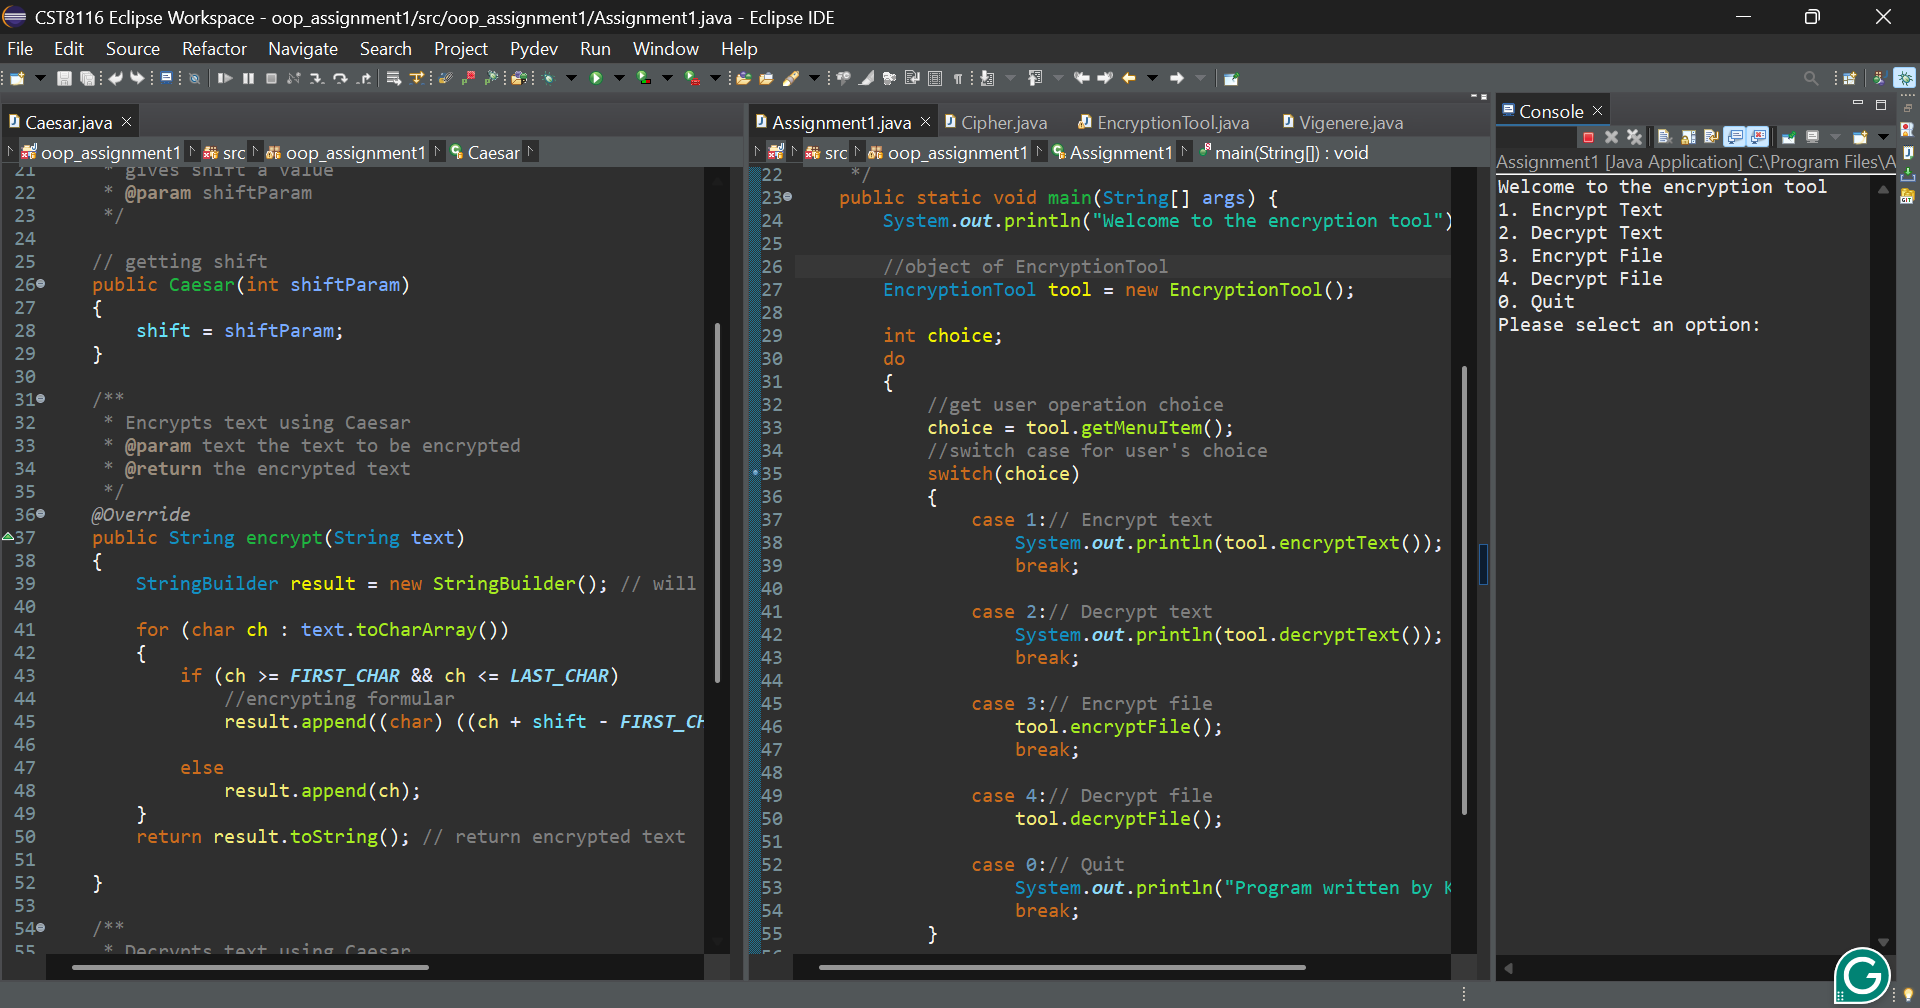 CST8116 Eclipse Workspace - oop_assignment1/src/oop_assignment1/Assignment1.java - Eclipse IDE
File Edit Source Refactor Navigate Search Project Pydev Run Window Help
Caesar.java
oop_assignment1 src oop_assignment1 Caesar
21 * gives shift a value
22 * @param shiftParam
23 */
24
25 // getting shift
26 public Caesar(int shiftParam)
27 {
28 shift = shiftParam;
29 }
30
31 /**
32 * Encrypts text using Caesar
33 * @param text the text to be encrypted
34 * @return the encrypted text
35 */
36 @Override
37 public String encrypt(String text)
38 {
39 StringBuilder result = new StringBuilder(); // will
40
41 for (char ch : text.toCharArray())
42 {
43 if (ch >= FIRST_CHAR && ch <= LAST_CHAR)
44 //encrypting formular
45 result.append((char) ((ch + shift - FIRST_CH
46
47 else
48 result.append(ch);
49 }
50 return result.toString(); // return encrypted text
51
52 }
53
54 /**
55 * Decrypts text using Caesar
Assignment1.java Cipher.java EncryptionTool.java Vigenere.java
src oop_assignment1 Assignment1 main(String[]) : void
22 */
23 public static void main(String[] args) {
24 System.out.println("Welcome to the encryption tool")
25
26 //object of EncryptionTool
27 EncryptionTool tool = new EncryptionTool();
28
29 int choice;
30 do
31 {
32 //get user operation choice
33 choice = tool.getMenuItem();
34 //switch case for user's choice
35 switch(choice)
36 {
37 case 1:// Encrypt text
38 System.out.println(tool.encryptText());
39 break;
40
41 case 2:// Decrypt text
42 System.out.println(tool.decryptText());
43 break;
44
45 case 3:// Encrypt file
46 tool.encryptFile();
47 break;
48
49 case 4:// Decrypt file
50 tool.decryptFile();
51
52 case 0:// Quit
53 System.out.println("Program written by K
54 break;
55 }
Console
Assignment1 [Java Application] C:\Program Files\A
Welcome to the encryption tool
1. Encrypt Text
2. Decrypt Text
3. Encrypt File
4. Decrypt File
0. Quit
Please select an option: